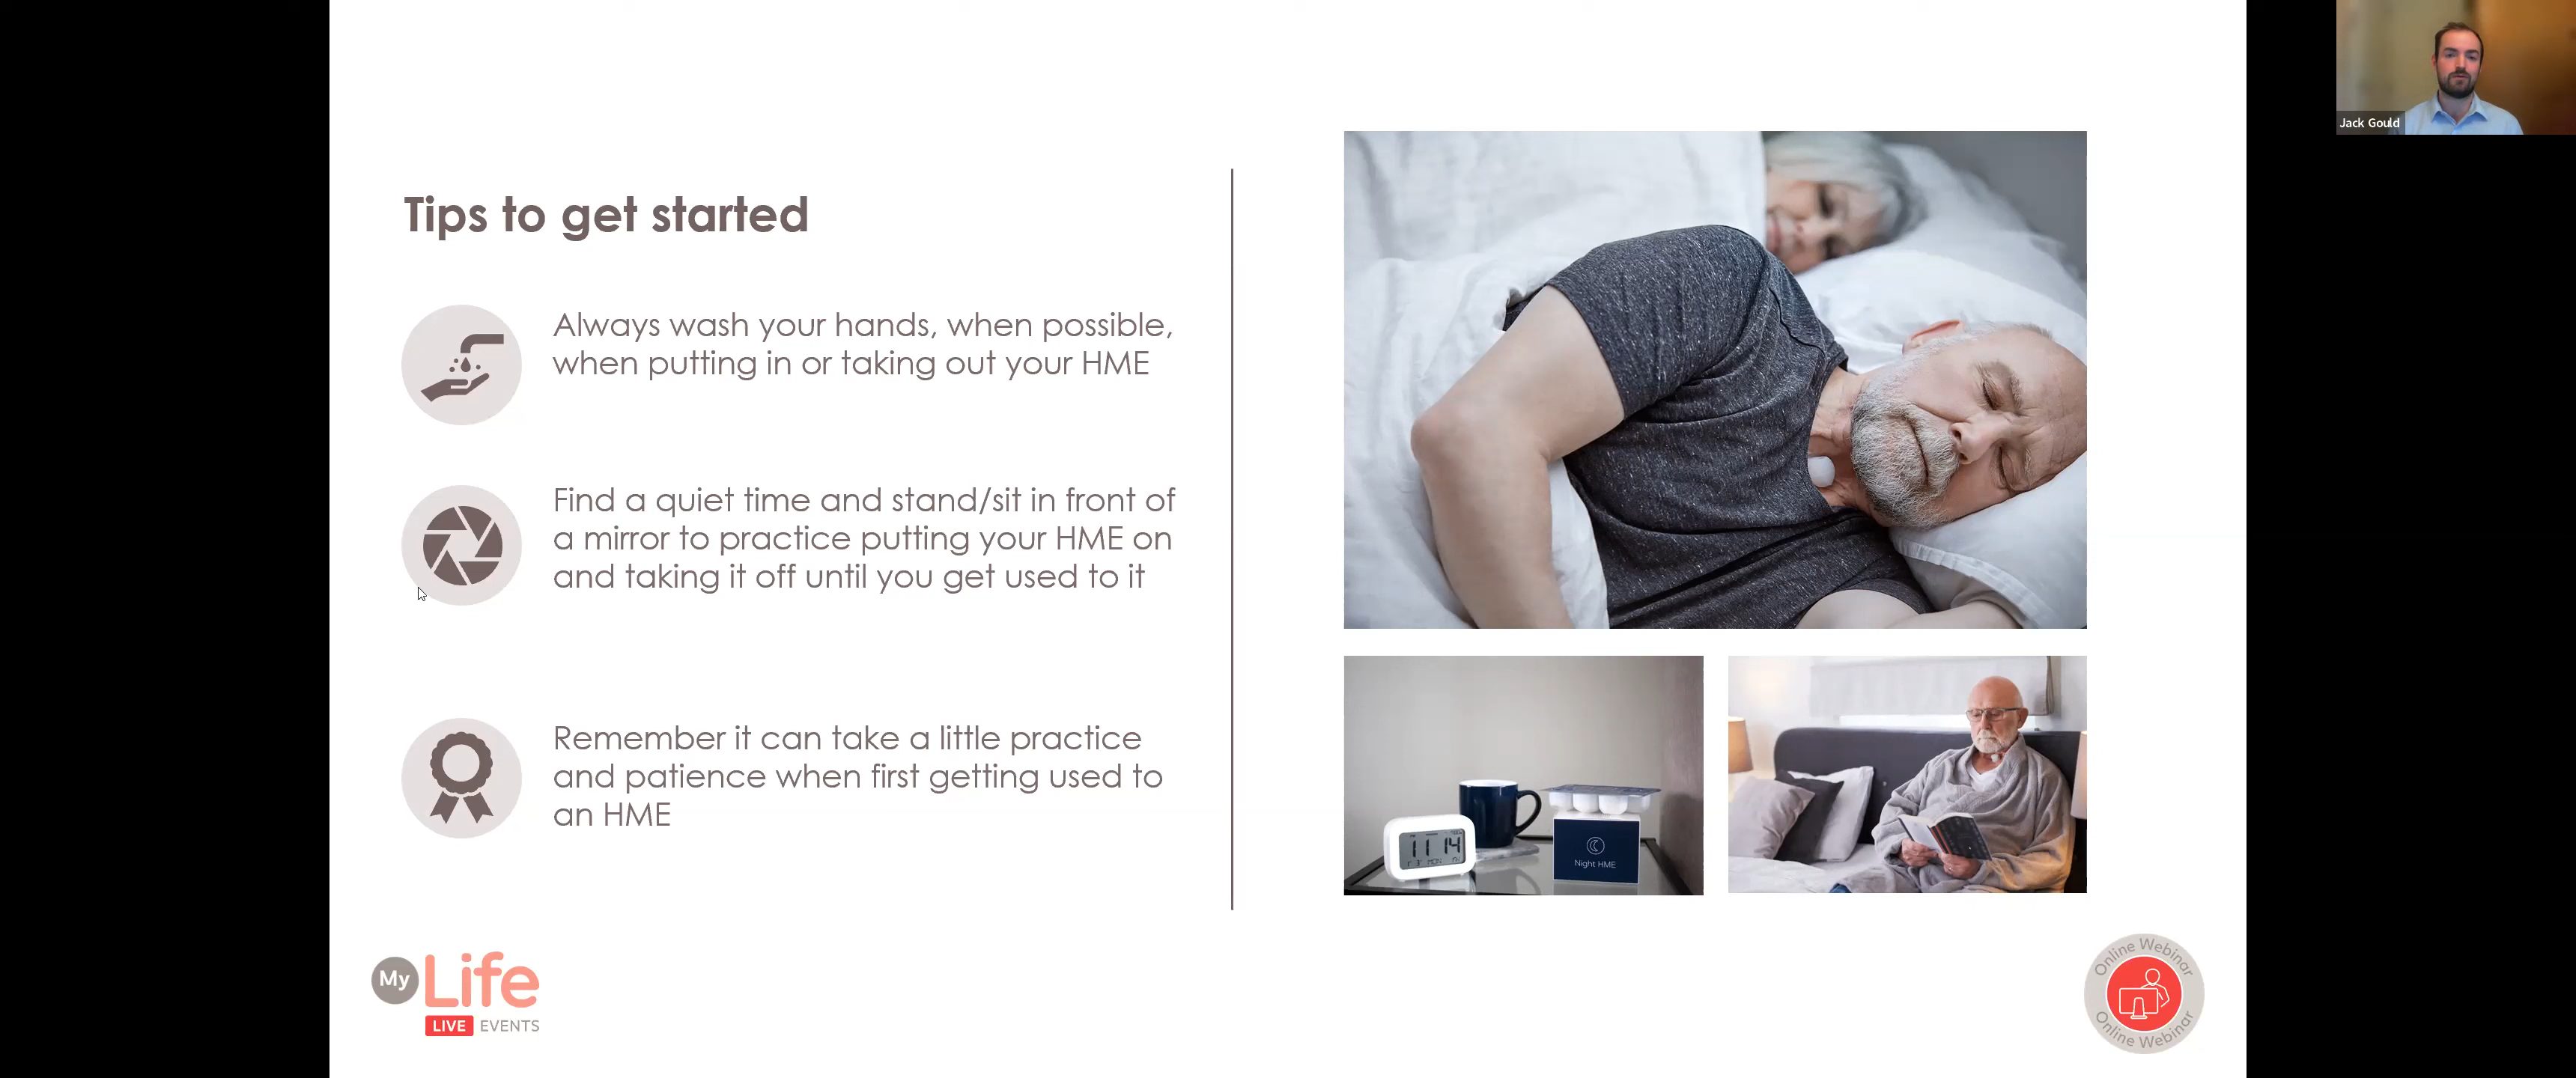 Jack Gould
Tips to get started
Always wash your hands, when possible,
when putting in or taking out your HME
Find a quiet time and stand/sit in front of
a mirror to practice putting your HME on
and taking it off until you get used to it
Remember it can take a little practice
and patience when first getting used to
an HME
11 14
MON
Night HME
My Life
LIVE EVENTS
Online Webinar
Online Webinar